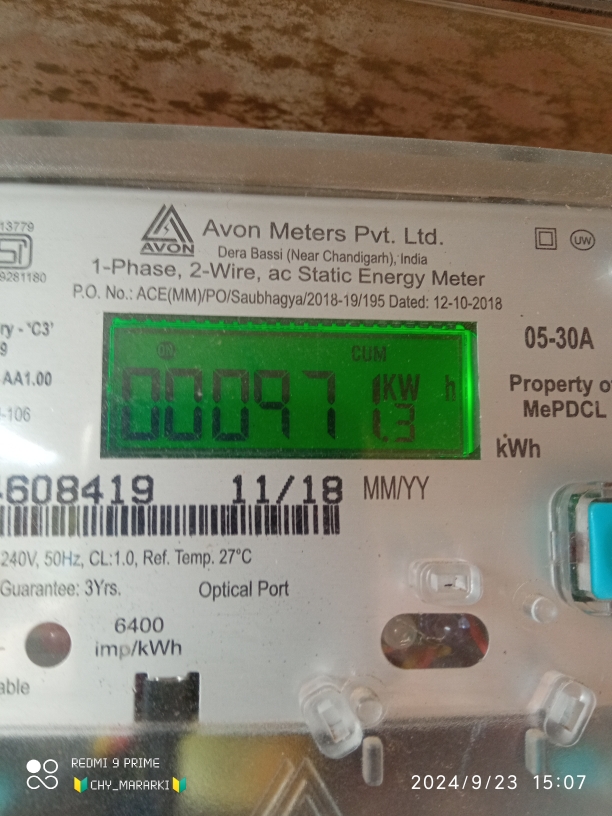 13779
9281180
AVON
Avon Meters Pvt. Ltd.
Dera Bassi (Near Chandigarh), India
1-Phase, 2-Wire, ac Static Energy Meter
P.O. No.: ACE(MM)/PO/Saubhagya/2018-19/195 Dated: 12-10-2018
UW
ry - 'C3'
9
AA1.00
-106
CUM
000971.3
KW h
05-30A
Property o
MePDCL
kWh
608419 11/18 MM/YY
240V, 50Hz, CL:1.0, Ref. Temp. 27°C
Guarantee: 3Yrs. Optical Port
6400
imp/kWh
able
REDMI 9 PRIME
CHY_MARARKI
2024/9/23 15:07